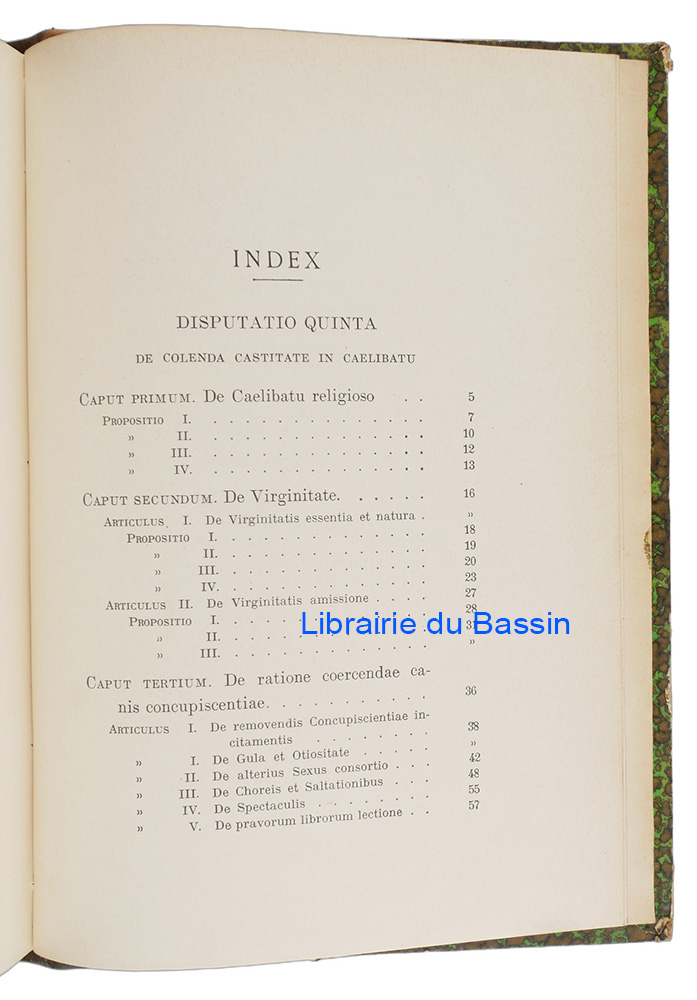 INDEX
DISPUTATIO QUINTA
DE COLENDA CASTITATE IN CAELIBATU
CAPUT PRIMUM. De Caelibatu religioso . . 5
PROPOSITIO I. . . . . . . . . . . . . . 7
» II. . . . . . . . . . . . . . 10
» III. . . . . . . . . . . . . . 12
» IV. . . . . . . . . . . . . . 13
CAPUT SECUNDUM. De Virginitate. . . . . . 16
ARTICULUS I. De Virginitatis essentia et natura . »
PROPOSITIO I. . . . . . . . . . . . . 18
» II. . . . . . . . . . . . . 19
» III. . . . . . . . . . . . . 20
» IV. . . . . . . . . . . . . 23
ARTICULUS II. De Virginitatis amissione . . . . 27
PROPOSITIO I. . . . . . . . . . . . . 28
» II. . . . . . . . . . . . . 31
Librairie du Bassin
» III. . . . . . . . . . . . . »
CAPUT TERTIUM. De ratione coercendae ca-
nis concupiscentiae. . . . . . . . . . . 36
ARTICULUS I. De removendis Concupiscientiae in-
citamentis . . . . . . . . 38
» I. De Gula et Otiositate . . . . . »
» II. De alterius Sexus consortio . . . 42
» III. De Choreis et Saltationibus . . . 48
» IV. De Spectaculis . . . . . . . 55
» V. De pravorum librorum lectione . . 57